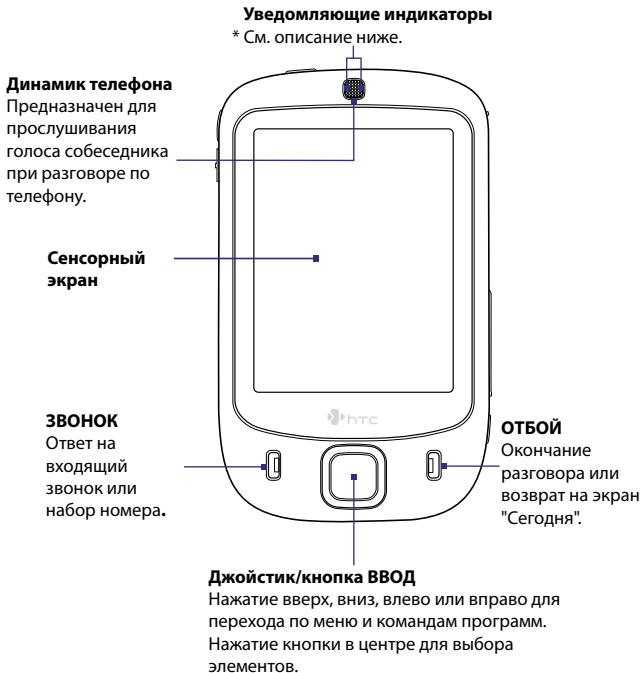 Уведомляющие индикаторы
* См. описание ниже.
Динамик телефона
Предназначен для
прослушивания
голоса собеседника
при разговоре по
телефону.
Сенсорный
экран
hTC
ЗВОНОК
Ответ на
входящий
звонок или
набор номера.
ОТБОЙ
Окончание
разговора или
возврат на экран
"Сегодня".
Джойстик/кнопка ВВОД
Нажатие вверх, вниз, влево или вправо для
перехода по меню и командам программ.
Нажатие кнопки в центре для выбора
элементов.